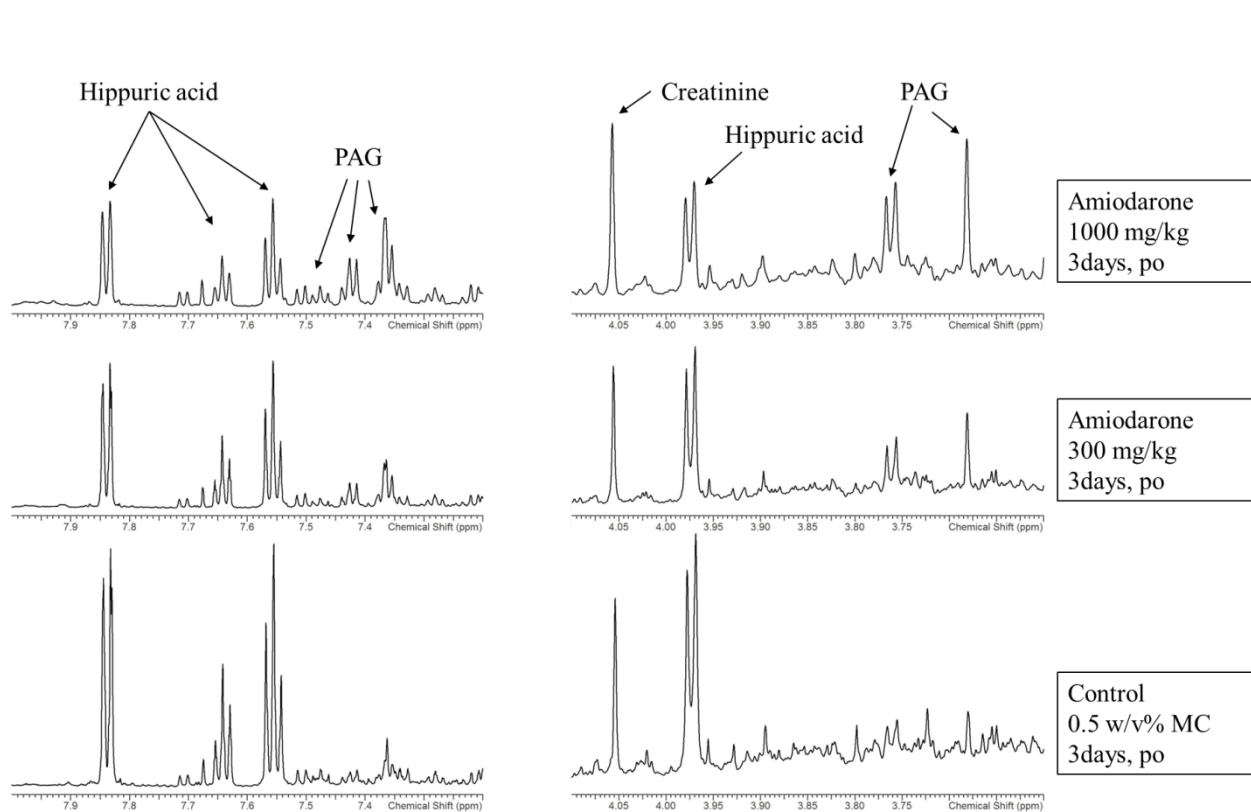 Hippuric acid
PAG
7.9 7.8 7.7 7.6 7.5 7.4 Chemical Shift (ppm)
Creatinine
Hippuric acid
PAG
4.05 4.00 3.95 3.90 3.85 3.80 3.75 Chemical Shift (ppm)
Amiodarone
1000 mg/kg
3days, po
7.9 7.8 7.7 7.6 7.5 7.4 Chemical Shift (ppm)
4.05 4.00 3.95 3.90 3.85 3.80 3.75 Chemical Shift (ppm)
Amiodarone
300 mg/kg
3days, po
7.9 7.8 7.7 7.6 7.5 7.4 Chemical Shift (ppm)
4.05 4.00 3.95 3.90 3.85 3.80 3.75 Chemical Shift (ppm)
Control
0.5 w/v% MC
3days, po